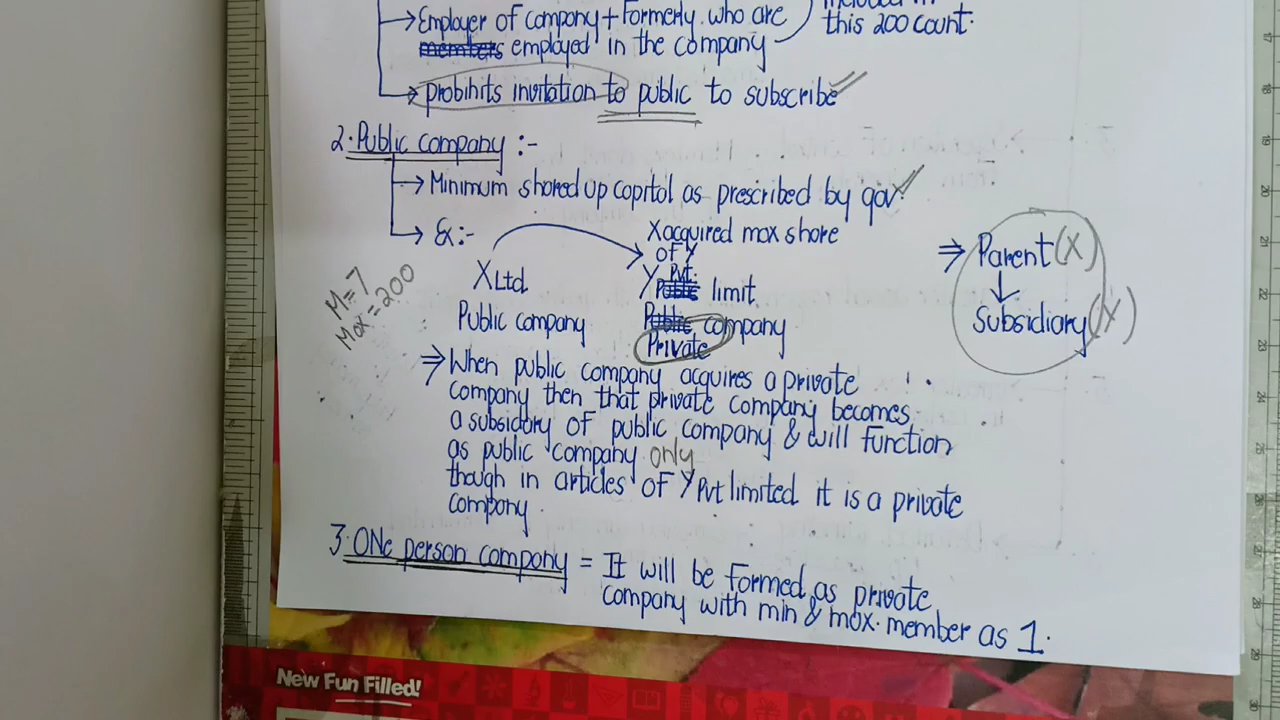 → Employer of company + Formerly who are
members employed in the company
this 200 count.
→ probihits invitation to public to subscribe
2. Public company :-
→ Minimum shared up capital as prescribed by gov.
→ Ex:-
X acquired max share
of Y
X Ltd
Y Pvt. Public limit
Public company
Public company
Private
M = 7
Max = 200
⇒ Parent (X)
↓
Subsidiary (Y)
⇒ When public company acquires a private
company then that private company becomes
a subsidory of public company & will function
as public company only
though in articles of Y Pvt limited it is a private
company.
3. ONe person company = It will be formed as private
company with min & max. member as 1.
New Fun Filled!